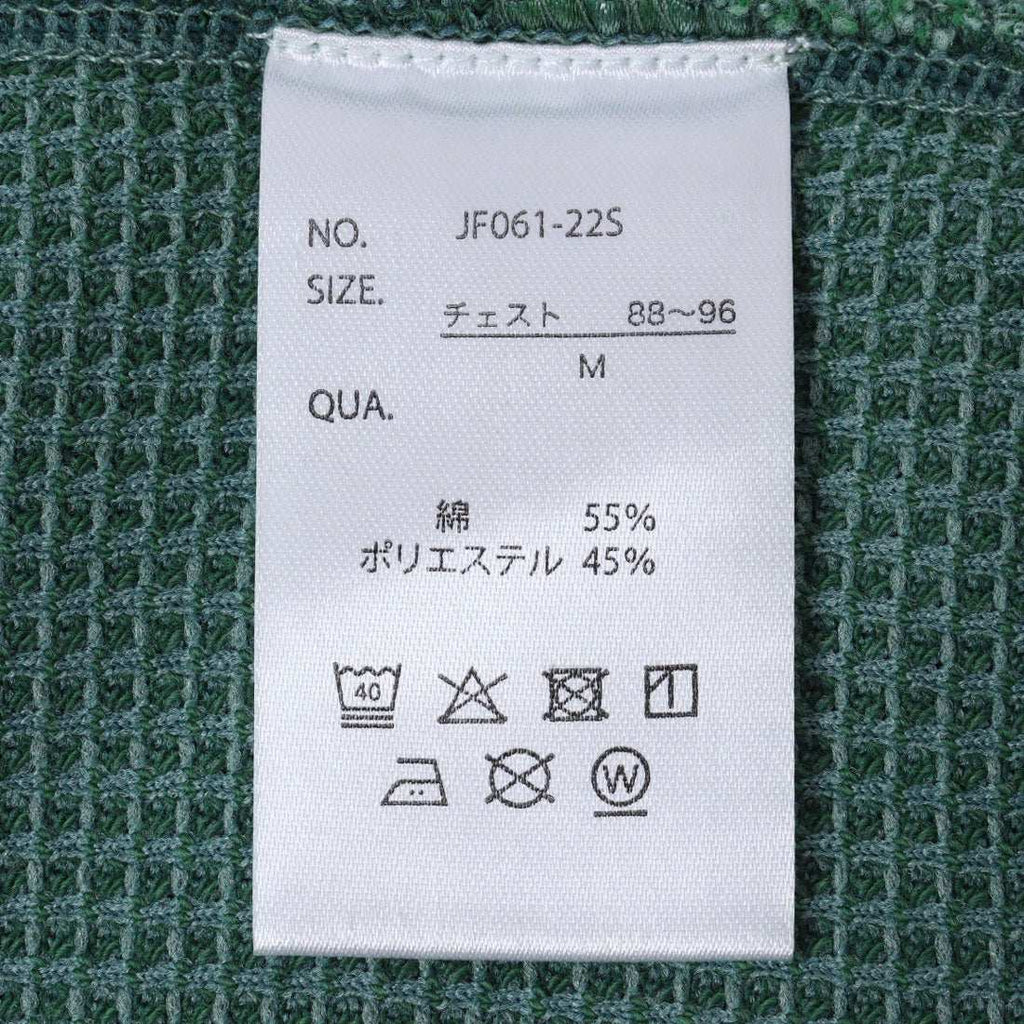 NO. JF061-22S
SIZE.
チェスト 88～96
M
QUA.
綿 55%
ポリエステル 45%
40
W